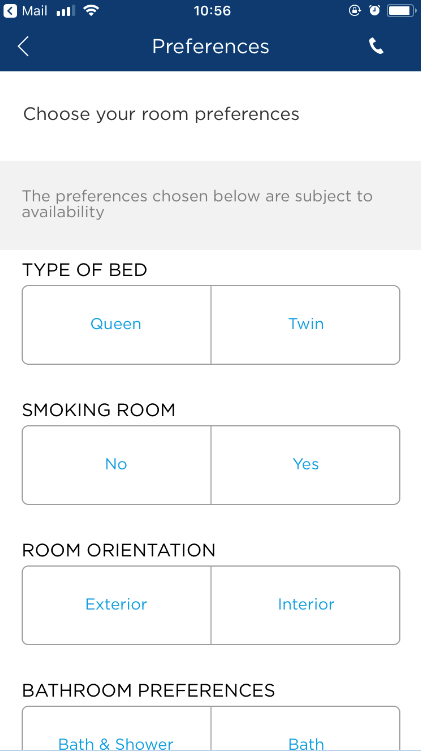 Mail 10:56
Preferences
Choose your room preferences
The preferences chosen below are subject to
availability
TYPE OF BED
Queen Twin
SMOKING ROOM
No Yes
ROOM ORIENTATION
Exterior Interior
BATHROOM PREFERENCES
Bath & Shower Bath